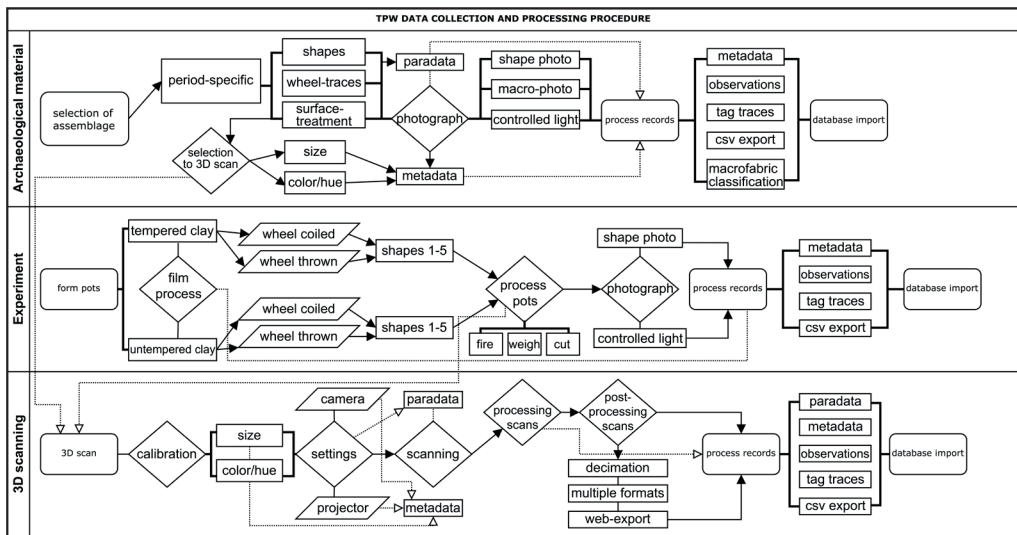 TPW DATA COLLECTION AND PROCESSING PROCEDURE
Archaeological material
selection of
assemblage
period-specific
shapes
wheel-traces
surface-
treatment
selection
to 3D scan
size
color/hue
paradata
photograph
metadata
shape photo
macro-photo
controlled light
process records
metadata
observations
tag traces
csv export
macrofabric
classification
database import
Experiment
form pots
tempered clay
film
process
untempered clay
wheel coiled
wheel thrown
wheel coiled
wheel thrown
shapes 1-5
shapes 1-5
process
pots
fire
weigh
cut
shape photo
photograph
controlled light
process records
metadata
observations
tag traces
csv export
database import
3D scanning
3D scan
calibration
size
color/hue
camera
settings
projector
paradata
scanning
metadata
processing
scans
post-
processing
scans
decimation
multiple formats
web-export
process records
paradata
metadata
observations
tag traces
csv export
database import